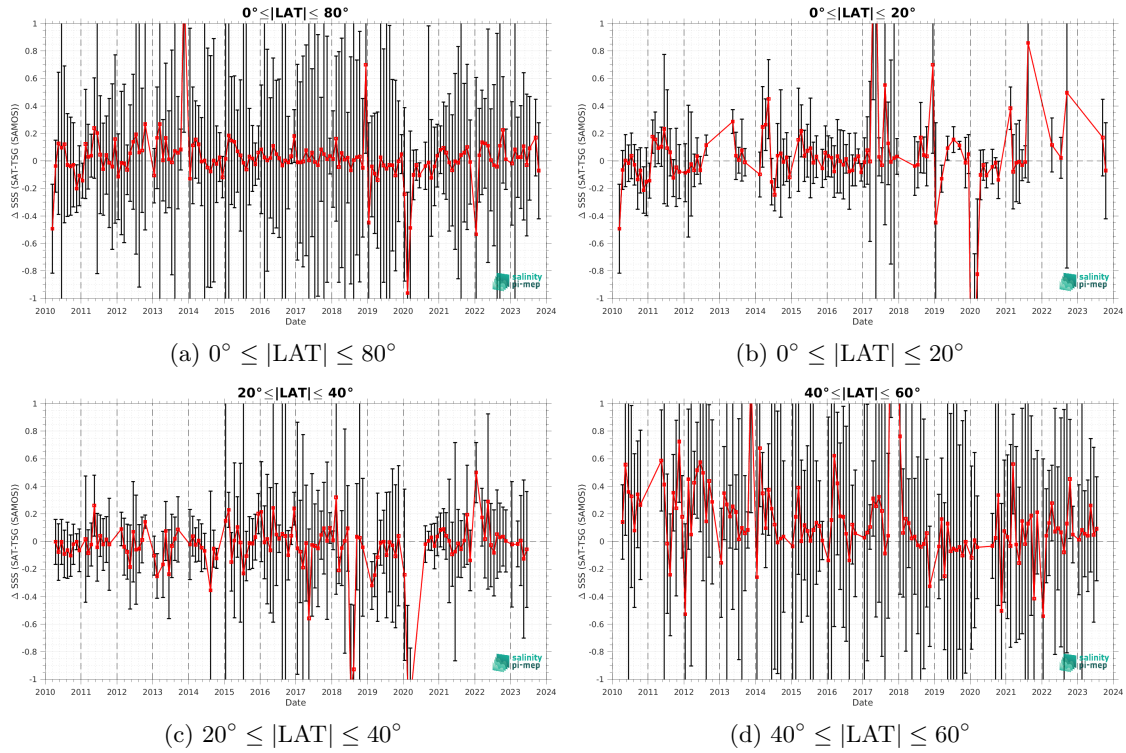 0°≤|LAT|≤ 80°
Δ SSS (SAT-TSG (SAMOS))
1
0.8
0.6
0.4
0.2
0
-0.2
-0.4
-0.6
-0.8
-1
2010 2011 2012 2013 2014 2015 2016 2017 2018 2019 2020 2021 2022 2023 2024
Date
salinity
pi-mep
(a) 0° ≤ |LAT| ≤ 80°
0°≤|LAT|≤ 20°
Δ SSS (SAT-TSG (SAMOS))
1
0.8
0.6
0.4
0.2
0
-0.2
-0.4
-0.6
-0.8
-1
2010 2011 2012 2013 2014 2015 2016 2017 2018 2019 2020 2021 2022 2023 2024
Date
salinity
pi-mep
(b) 0° ≤ |LAT| ≤ 20°
20°≤|LAT|≤ 40°
Δ SSS (SAT-TSG (SAMOS))
1
0.8
0.6
0.4
0.2
0
-0.2
-0.4
-0.6
-0.8
-1
2010 2011 2012 2013 2014 2015 2016 2017 2018 2019 2020 2021 2022 2023 2024
Date
salinity
pi-mep
(c) 20° ≤ |LAT| ≤ 40°
40°≤|LAT|≤ 60°
Δ SSS (SAT-TSG (SAMOS))
1
0.8
0.6
0.4
0.2
0
-0.2
-0.4
-0.6
-0.8
-1
2010 2011 2012 2013 2014 2015 2016 2017 2018 2019 2020 2021 2022 2023 2024
Date
salinity
pi-mep
(d) 40° ≤ |LAT| ≤ 60°